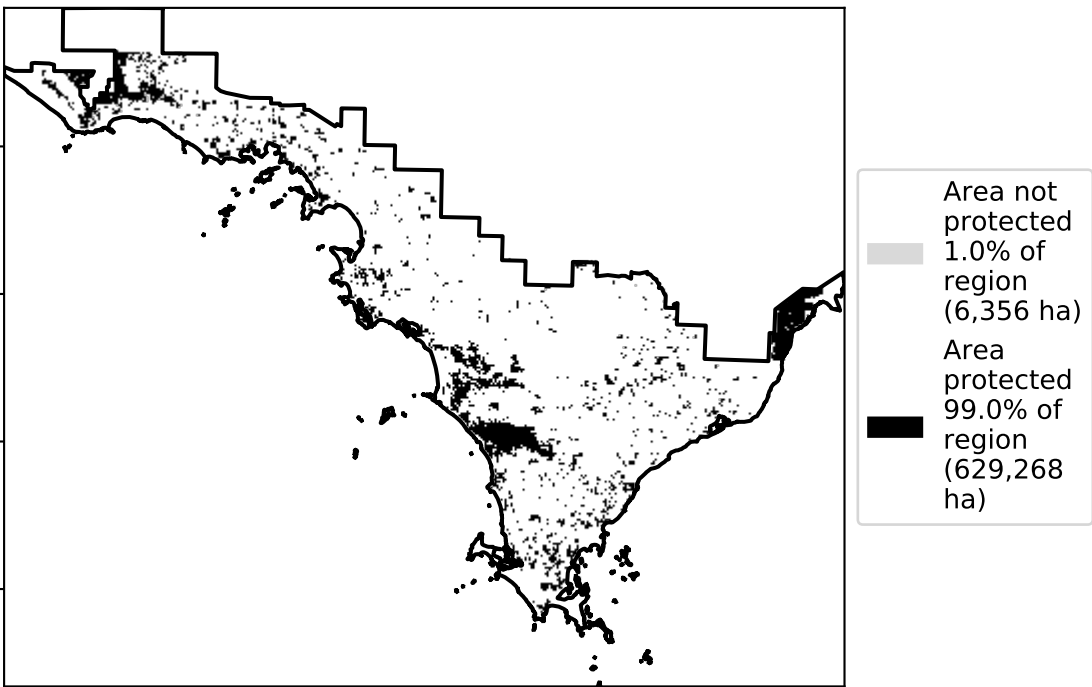 Area not
protected
1.0% of
region
(6,356 ha)
Area
protected
99.0% of
region
(629,268
ha)